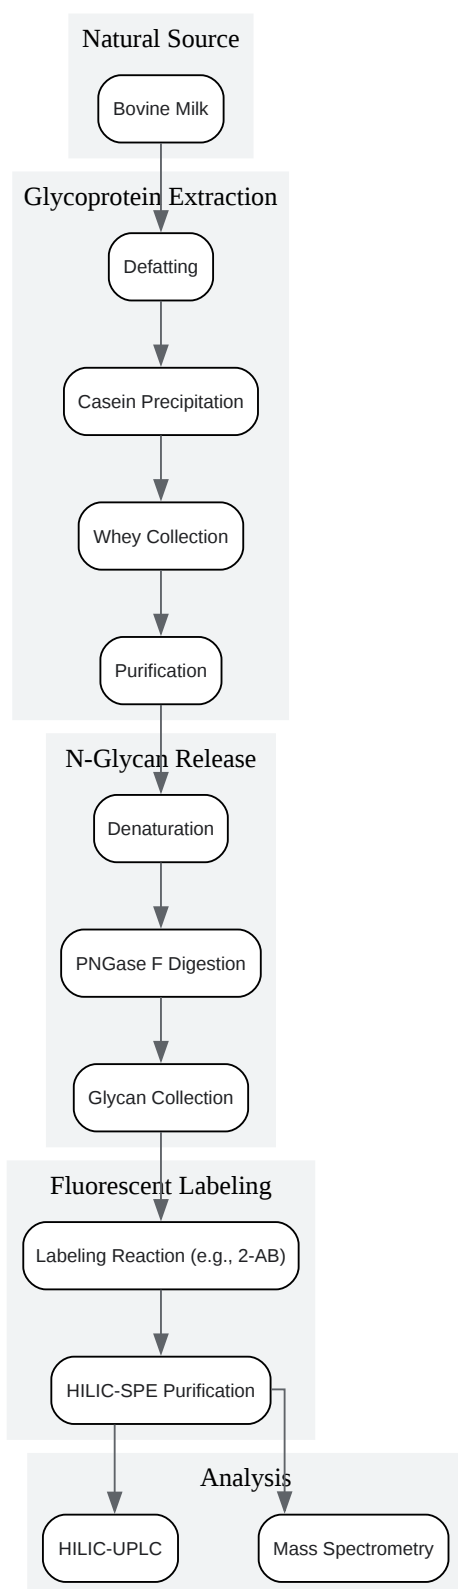 Natural Source
Bovine Milk
Glycoprotein Extraction
Defatting
Casein Precipitation
Whey Collection
Purification
N-Glycan Release
Denaturation
PNGase F Digestion
Glycan Collection
Fluorescent Labeling
Labeling Reaction (e.g., 2-AB)
HILIC-SPE Purification
Analysis
HILIC-UPLC
Mass Spectrometry